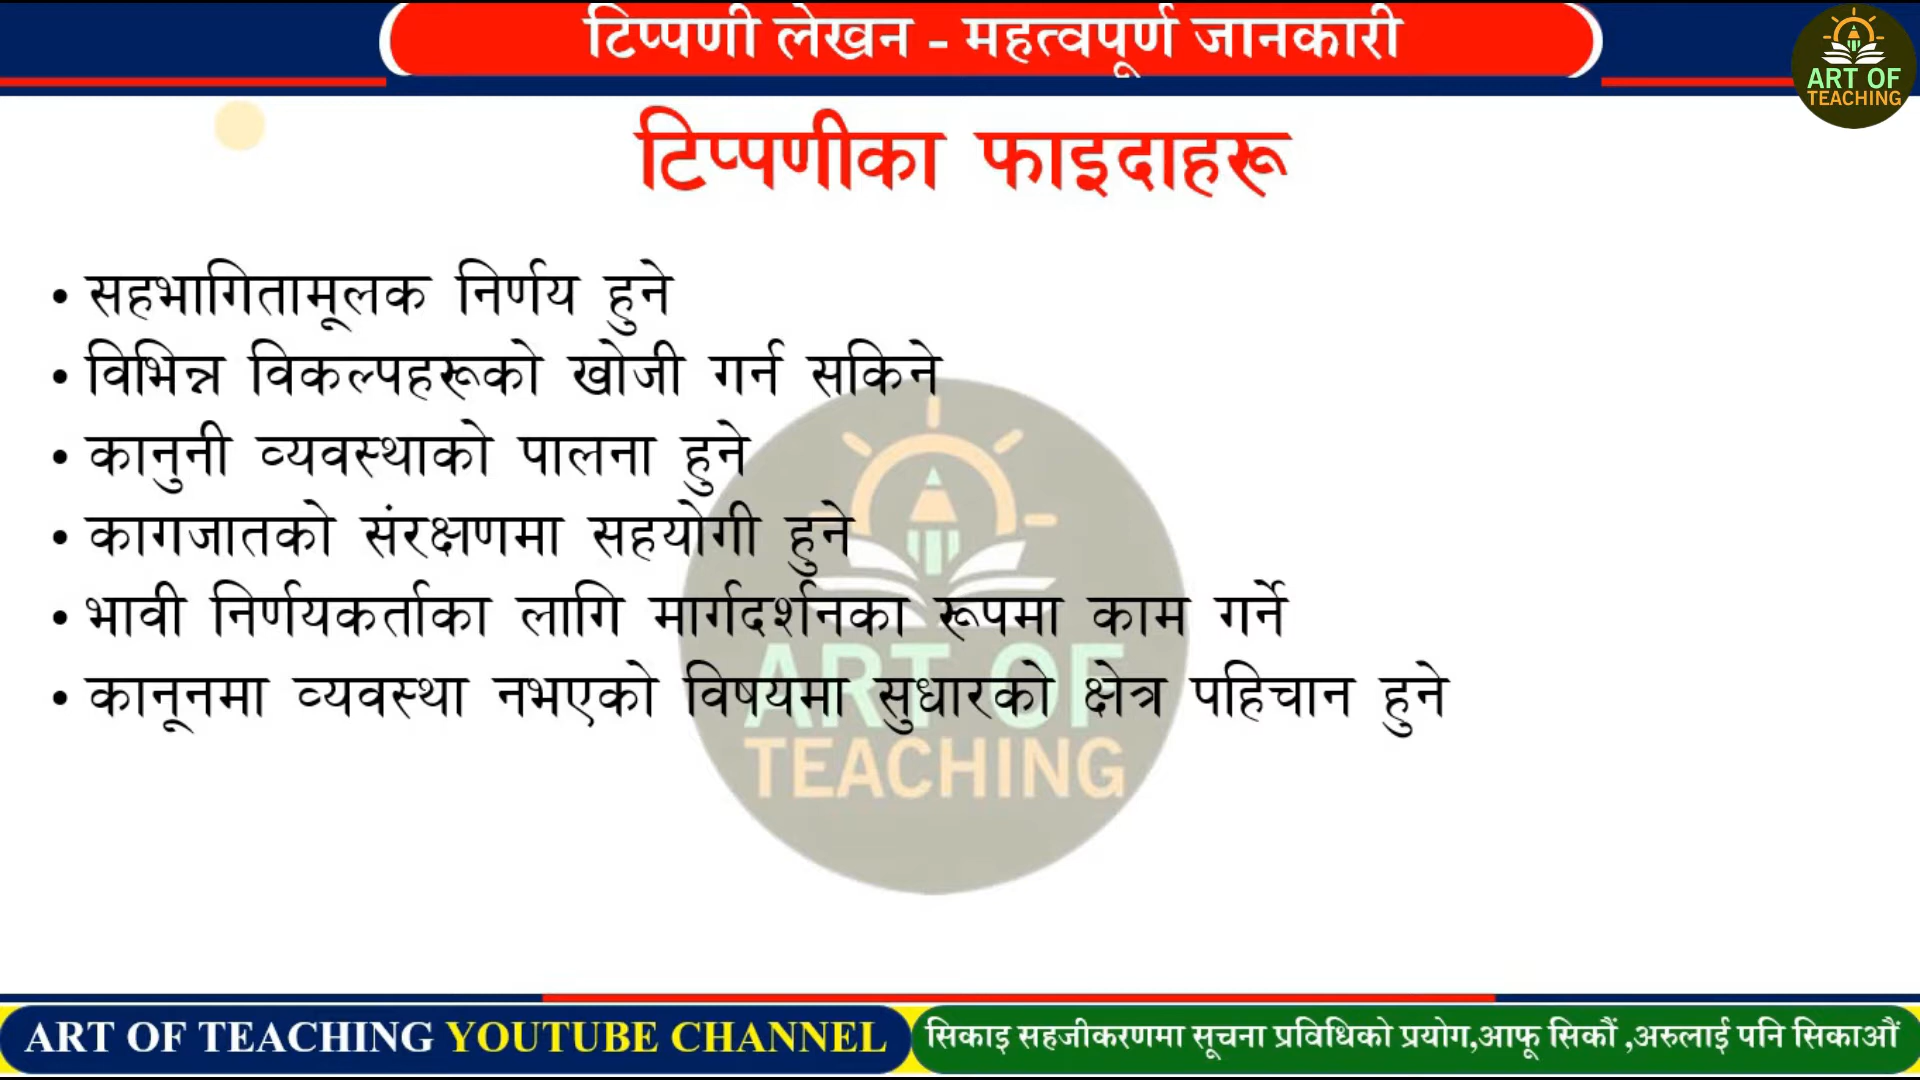 टिप्पणी लेखन - महत्वपूर्ण जानकारी
ART OF
TEACHING
टिप्पणीका फाइदाहरू
• सहभागितामूलक निर्णय हुने
• विभिन्न विकल्पहरूको खोजी गर्न सकिने
• कानुनी व्यवस्थाको पालना हुने
• कागजातको संरक्षणमा सहयोगी हुने
• भावी निर्णयकर्ताका लागि मार्गदर्शनका रूपमा काम गर्ने
• कानूनमा व्यवस्था नभएको विषयमा सुधारको क्षेत्र पहिचान हुने
ART OF
TEACHING
ART OF TEACHING YOUTUBE CHANNEL
सिकाइ सहजीकरणमा सूचना प्रविधिको प्रयोग,आफू सिकौं ,अरुलाई पनि सिकाऔं